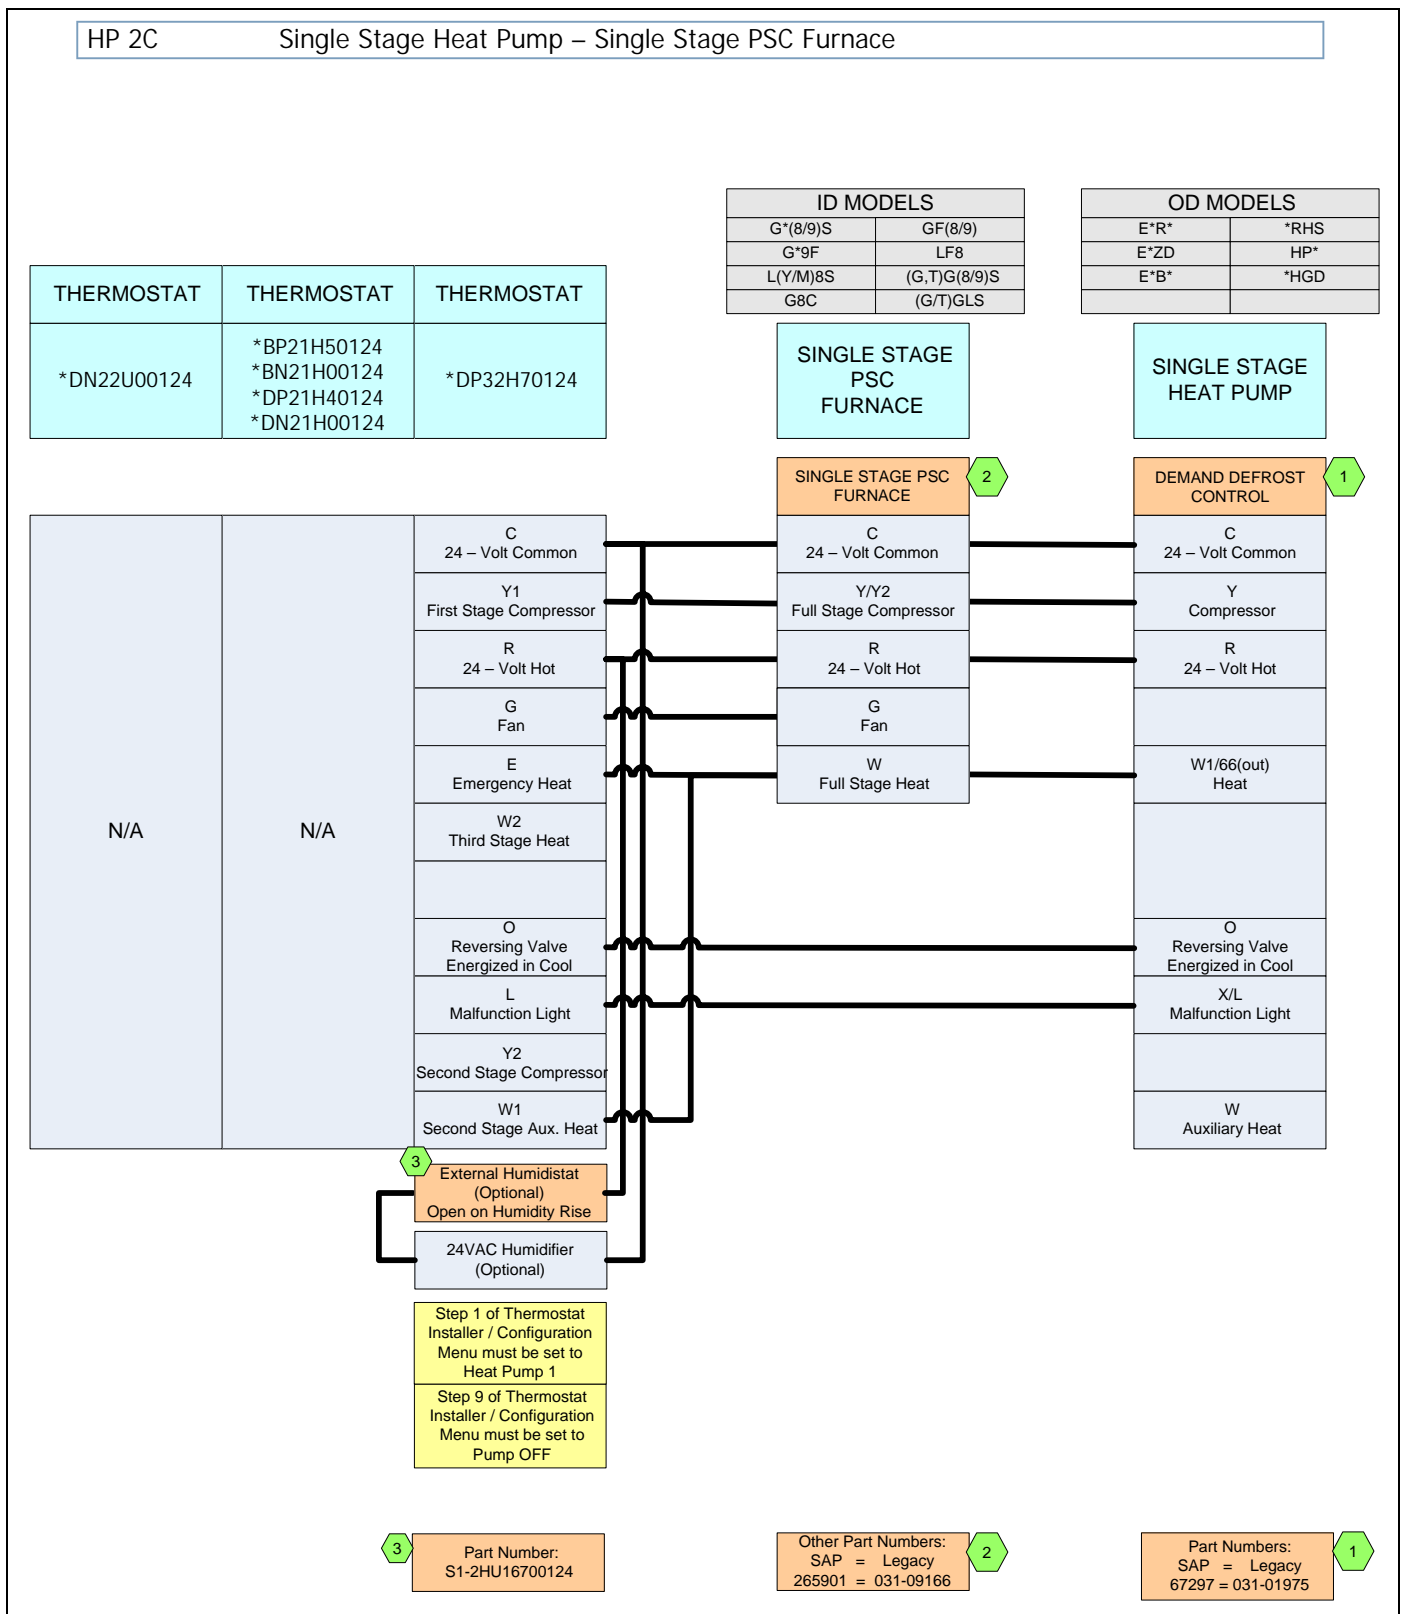 HP 2C Single Stage Heat Pump – Single Stage PSC Furnace
ID MODELS
G*(8/9)S GF(8/9)
G*9F LF8
L(Y/M)8S (G,T)G(8/9)S
G8C (G/T)GLS
OD MODELS
E*R* *RHS
E*ZD HP*
E*B* *HGD
THERMOSTAT THERMOSTAT THERMOSTAT
*DN22U00124
*BP21H50124
*BN21H00124
*DP21H40124
*DN21H00124
*DP32H70124
SINGLE STAGE
PSC
FURNACE
SINGLE STAGE
HEAT PUMP
SINGLE STAGE PSC
FURNACE
2
DEMAND DEFROST
CONTROL
1
N/A
N/A
C
24 – Volt Common
Y1
First Stage Compressor
R
24 – Volt Hot
G
Fan
E
Emergency Heat
W2
Third Stage Heat
O
Reversing Valve
Energized in Cool
L
Malfunction Light
Y2
Second Stage Compressor
W1
Second Stage Aux. Heat
C
24 – Volt Common
Y/Y2
Full Stage Compressor
R
24 – Volt Hot
G
Fan
W
Full Stage Heat
C
24 – Volt Common
Y
Compressor
R
24 – Volt Hot
W1/66(out)
Heat
O
Reversing Valve
Energized in Cool
X/L
Malfunction Light
W
Auxiliary Heat
3
External Humidistat
(Optional)
Open on Humidity Rise
24VAC Humidifier
(Optional)
Step 1 of Thermostat
Installer / Configuration
Menu must be set to
Heat Pump 1
Step 9 of Thermostat
Installer / Configuration
Menu must be set to
Pump OFF
3
Part Number:
S1-2HU16700124
Other Part Numbers:
SAP = Legacy
265901 = 031-09166
2
Part Numbers:
SAP = Legacy
67297 = 031-01975
1